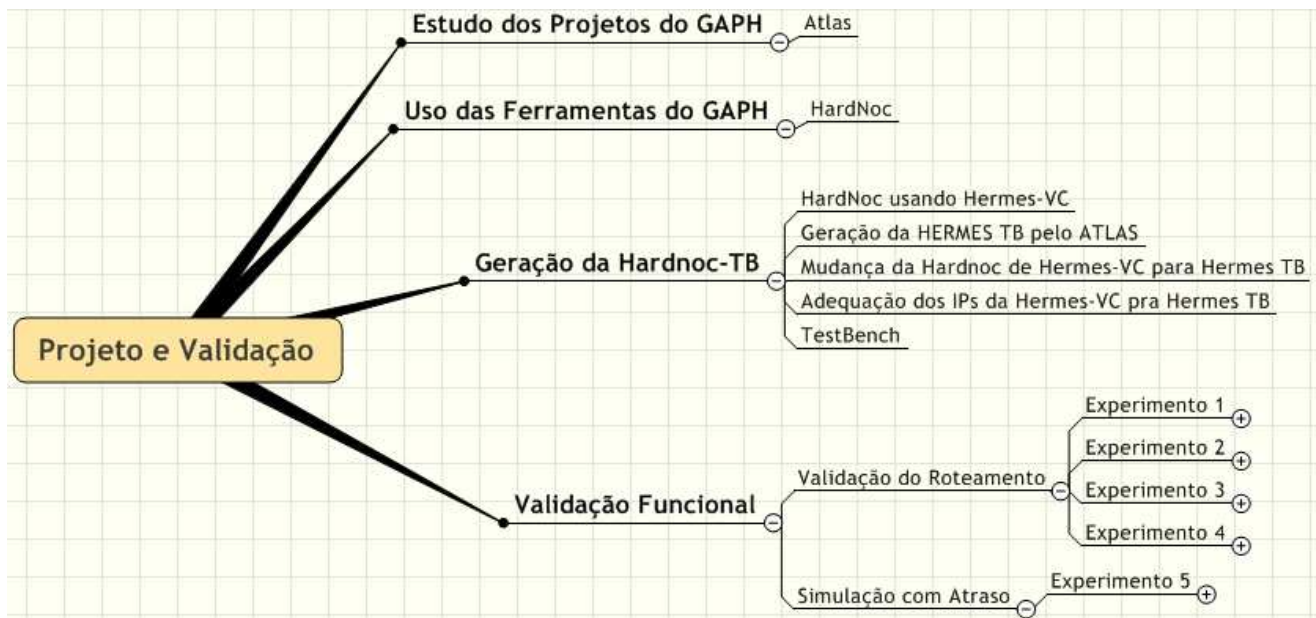 Estudo dos Projetos do GAPH
Atlas
Uso das Ferramentas do GAPH
HardNoc
Geração da Hardnoc-TB
HardNoc usando Hermes-VC
Geração da HERMES TB pelo ATLAS
Mudança da Hardnoc de Hermes-VC para Hermes TB
Adequação dos IPs da Hermes-VC pra Hermes TB
TestBench
Projeto e Validação
Validação Funcional
Validação do Roteamento
Experimento 1
Experimento 2
Experimento 3
Experimento 4
Simulação com Atraso
Experimento 5